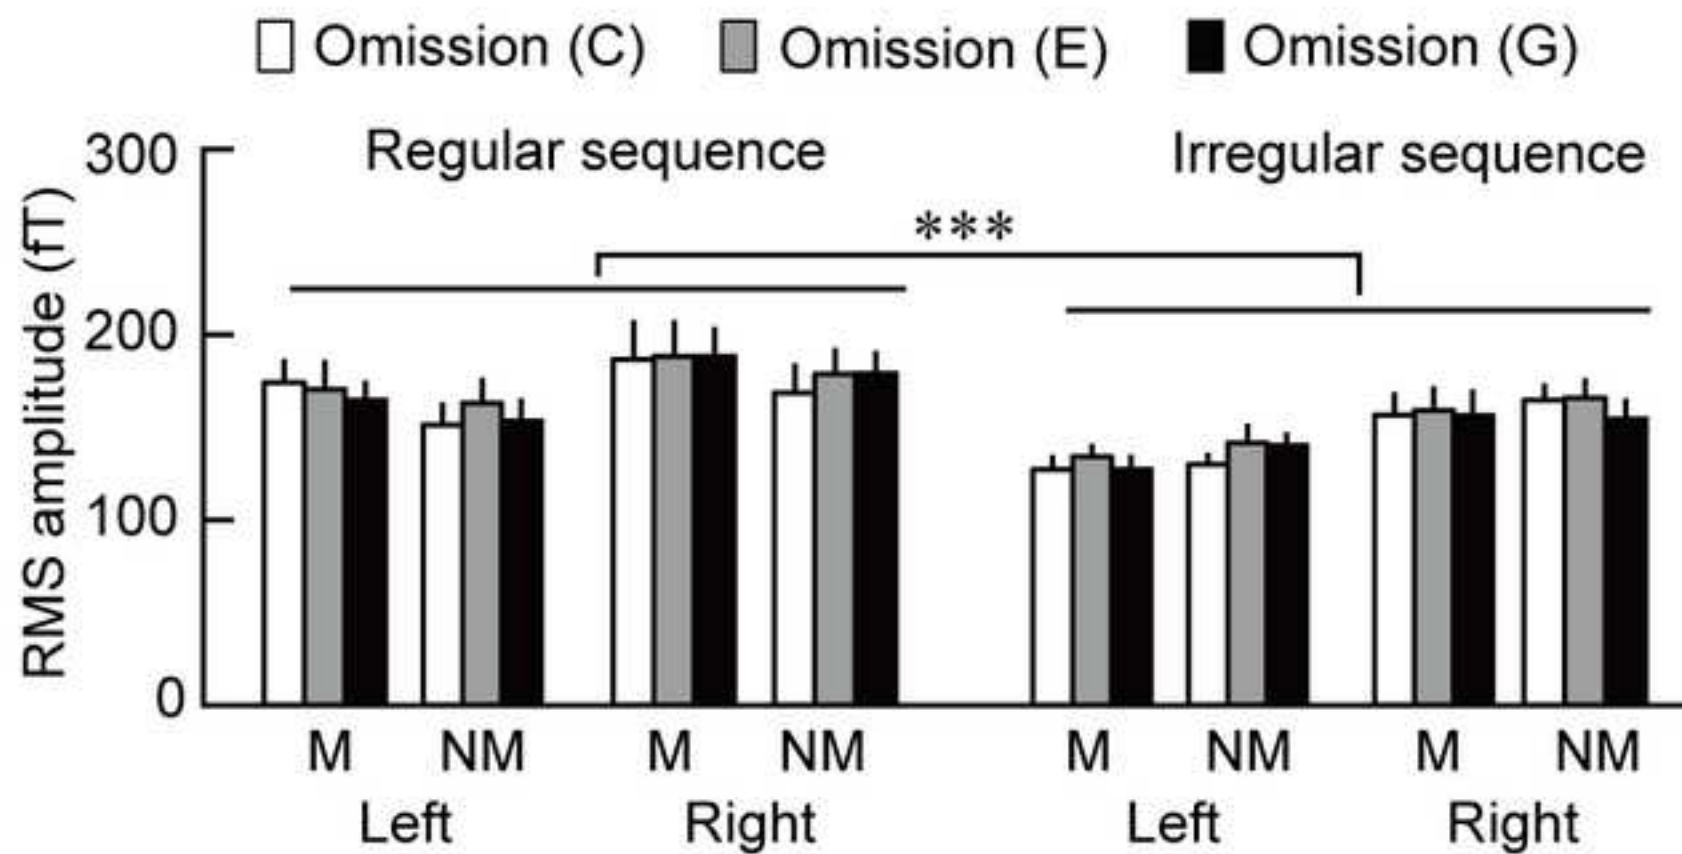 Omission (C) Omission (E) Omission (G)
Regular sequence Irregular sequence
***
RMS amplitude (fT)
300
200
100
0
M NM M NM M NM M NM
Left Right Left Right